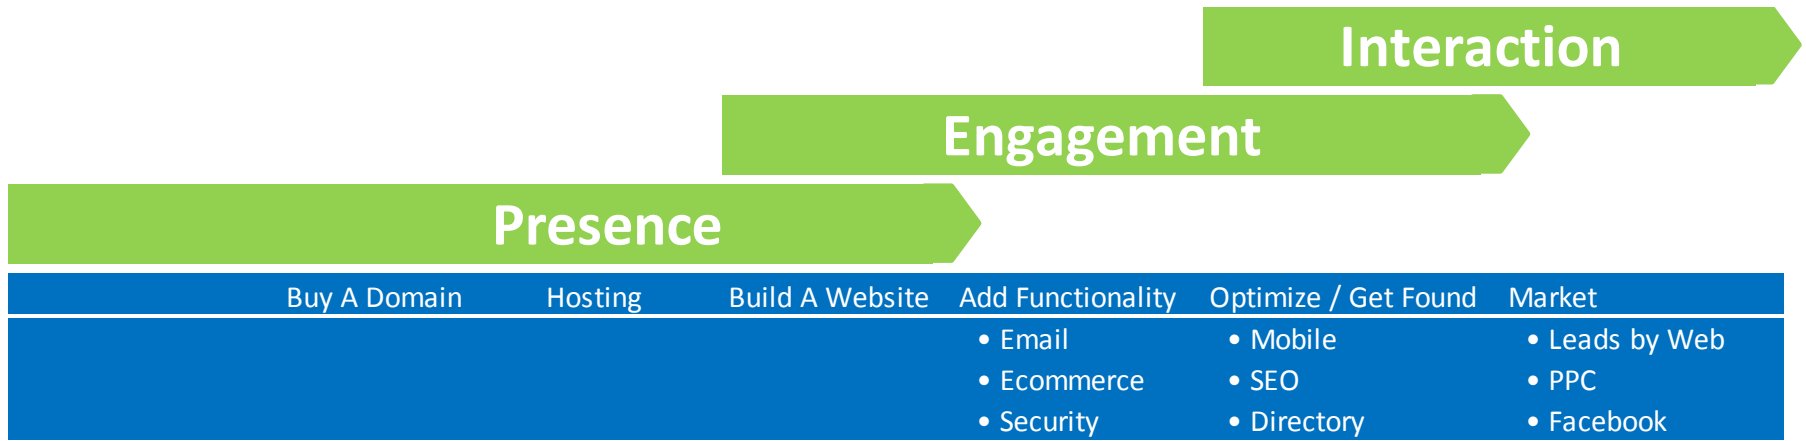 Interaction
Engagement
Presence
Buy A Domain Hosting Build A Website Add Functionality Optimize / Get Found Market
• Email • Mobile • Leads by Web
• Ecommerce • SEO • PPC
• Security • Directory • Facebook